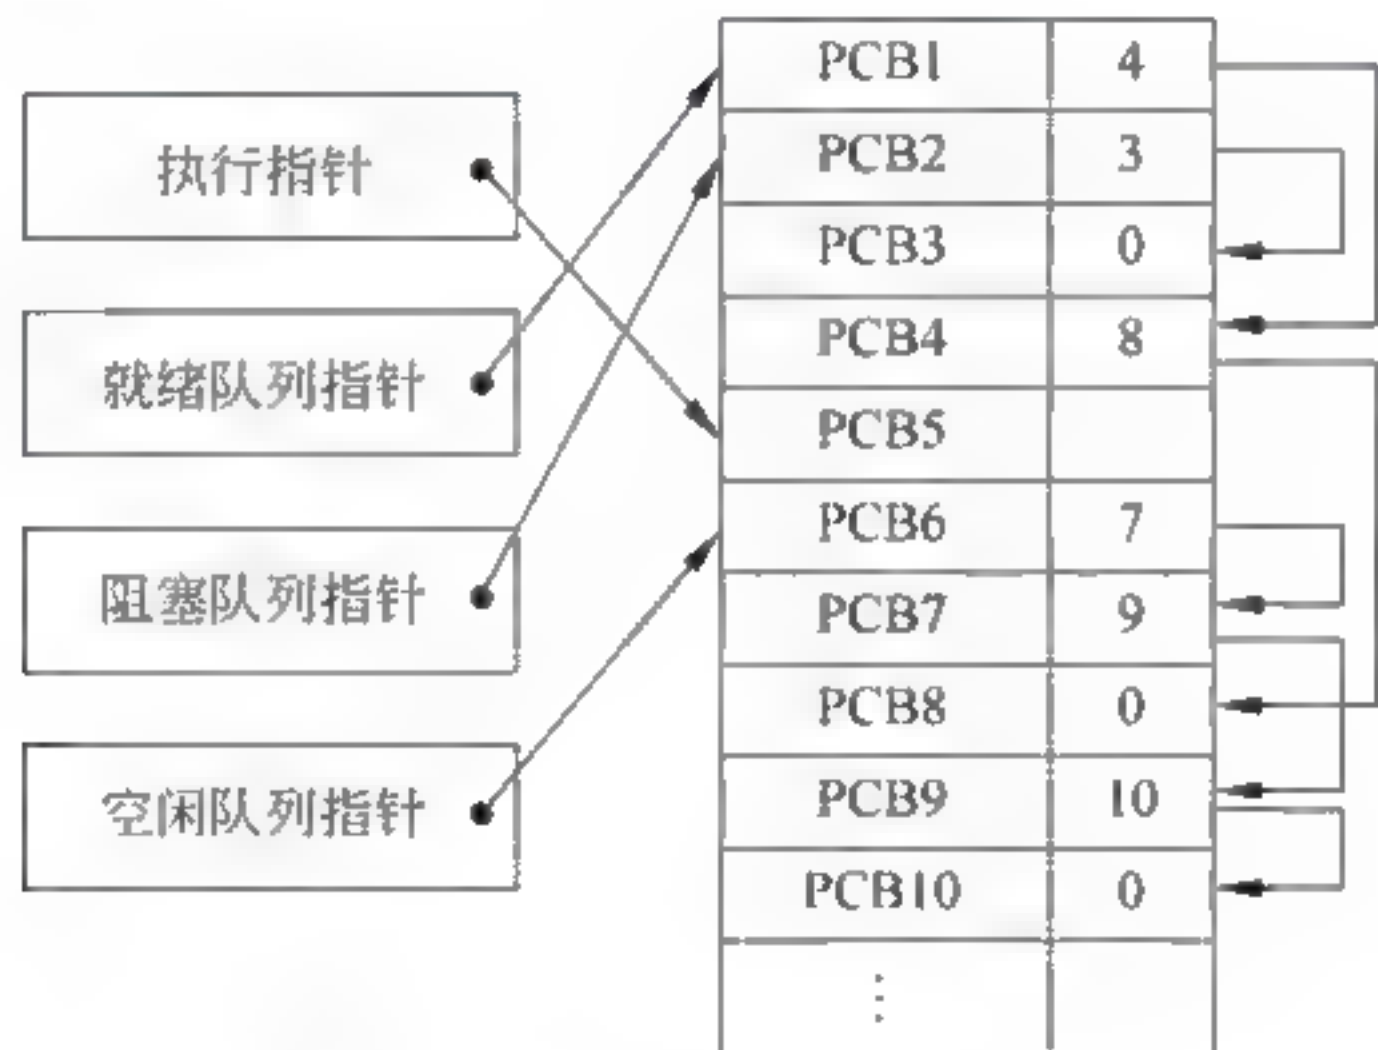 执行指针
就绪队列指针
阻塞队列指针
空闲队列指针
PCB1 4
PCB2 3
PCB3 0
PCB4 8
PCB5
PCB6 7
PCB7 9
PCB8 0
PCB9 10
PCB10 0
⋮